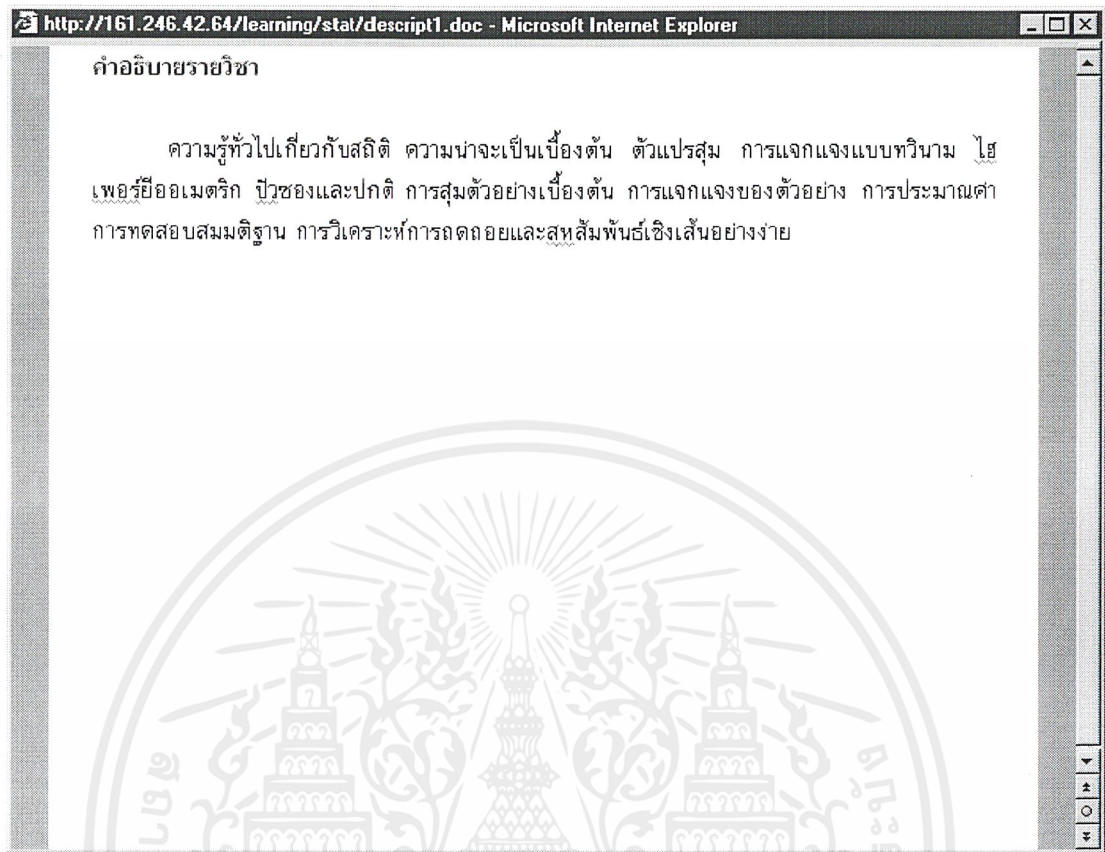 http://161.246.42.64/learning/stat/descript1.doc - Microsoft Internet Explorer
คำอธิบายรายวิชา
ความรู้ทั่วไปเกี่ยวกับสถิติ ความน่าจะเป็นเบื้องต้น ตัวแปรสุ่ม การแจกแจงแบบทวินาม ไฮ
เพอร์ยีออเมตริก ปัวซองและปกติ การสุ่มตัวอย่างเบื้องต้น การแจกแจงของตัวอย่าง การประมาณค่า
การทดสอบสมมติฐาน การวิเคราะห์การถดถอยและสหสัมพันธ์เชิงเส้นอย่างง่าย